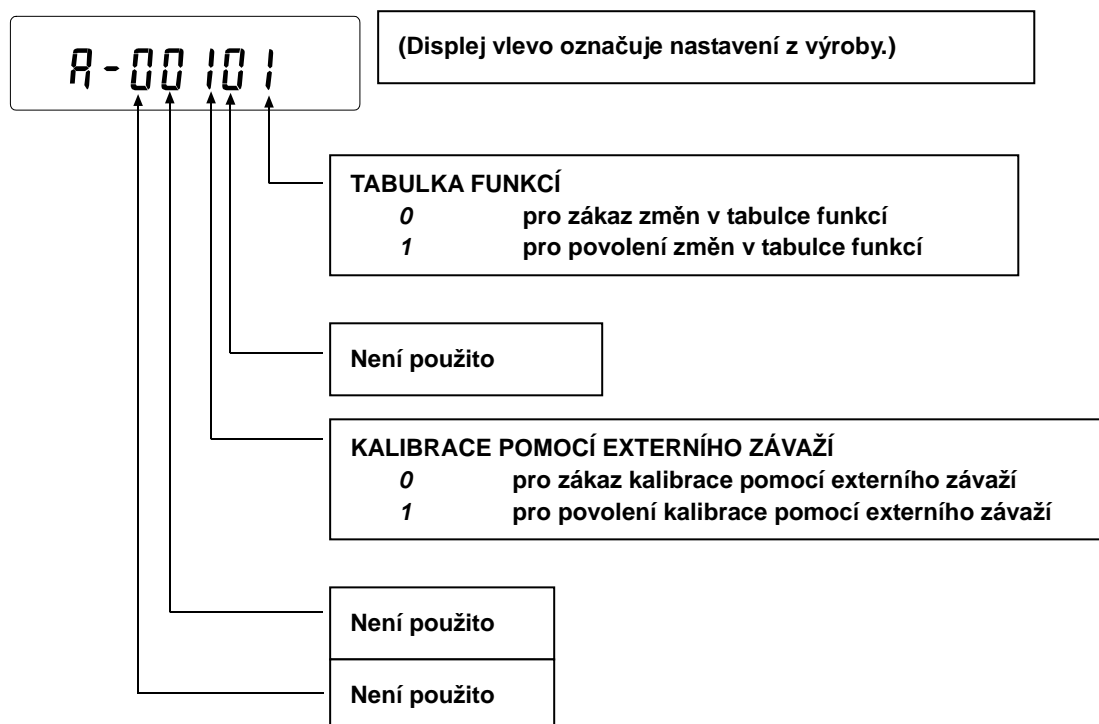 A-00101
(Displej vlevo označuje nastavení z výroby.)
TABULKA FUNKCÍ
0 pro zákaz změn v tabulce funkcí
1 pro povolení změn v tabulce funkcí
Není použito
KALIBRACE POMOCÍ EXTERNÍHO ZÁVAŽÍ
0 pro zákaz kalibrace pomocí externího závaží
1 pro povolení kalibrace pomocí externího závaží
Není použito
Není použito